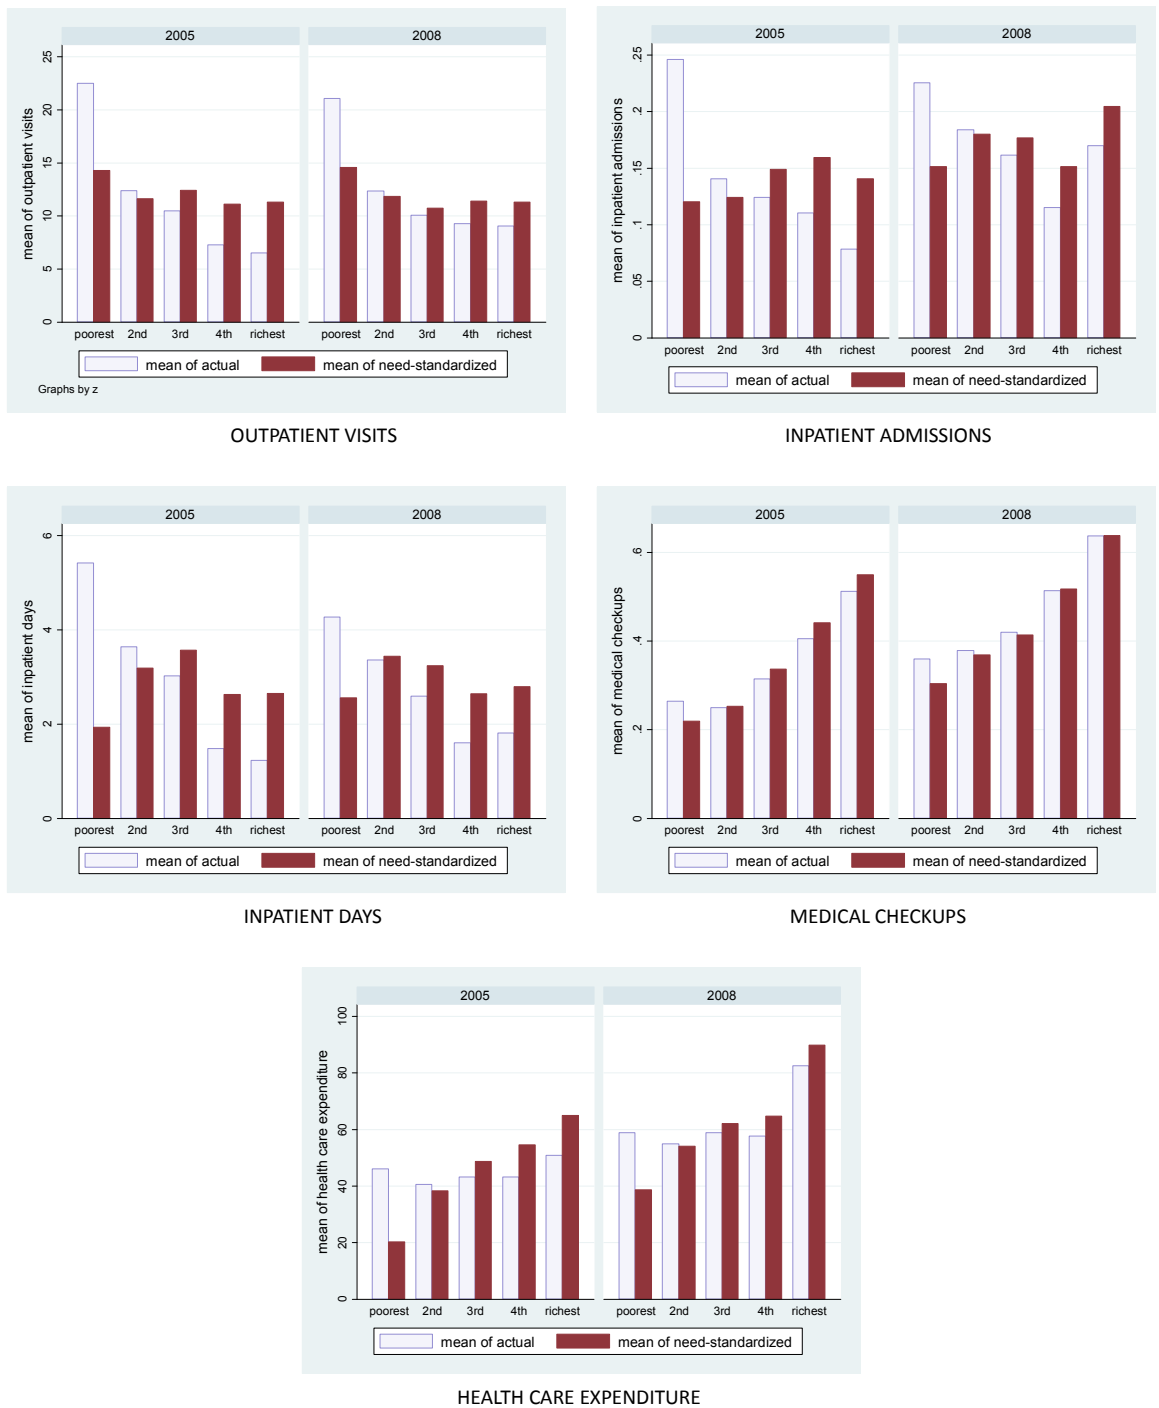 2005 2008
mean of outpatient visits
25
20
15
10
5
0
poorest 2nd 3rd 4th richest poorest 2nd 3rd 4th richest
mean of actual mean of need-standardized
Graphs by z
OUTPATIENT VISITS
2005 2008
mean of inpatient admissions
.25
.2
.15
.1
.05
0
poorest 2nd 3rd 4th richest poorest 2nd 3rd 4th richest
mean of actual mean of need-standardized
INPATIENT ADMISSIONS
2005 2008
mean of inpatient days
6
4
2
0
poorest 2nd 3rd 4th richest poorest 2nd 3rd 4th richest
mean of actual mean of need-standardized
INPATIENT DAYS
2005 2008
mean of medical checkups
.6
.4
.2
0
poorest 2nd 3rd 4th richest poorest 2nd 3rd 4th richest
mean of actual mean of need-standardized
MEDICAL CHECKUPS
2005 2008
mean of health care expenditure
100
80
60
40
20
0
poorest 2nd 3rd 4th richest poorest 2nd 3rd 4th richest
mean of actual mean of need-standardized
HEALTH CARE EXPENDITURE